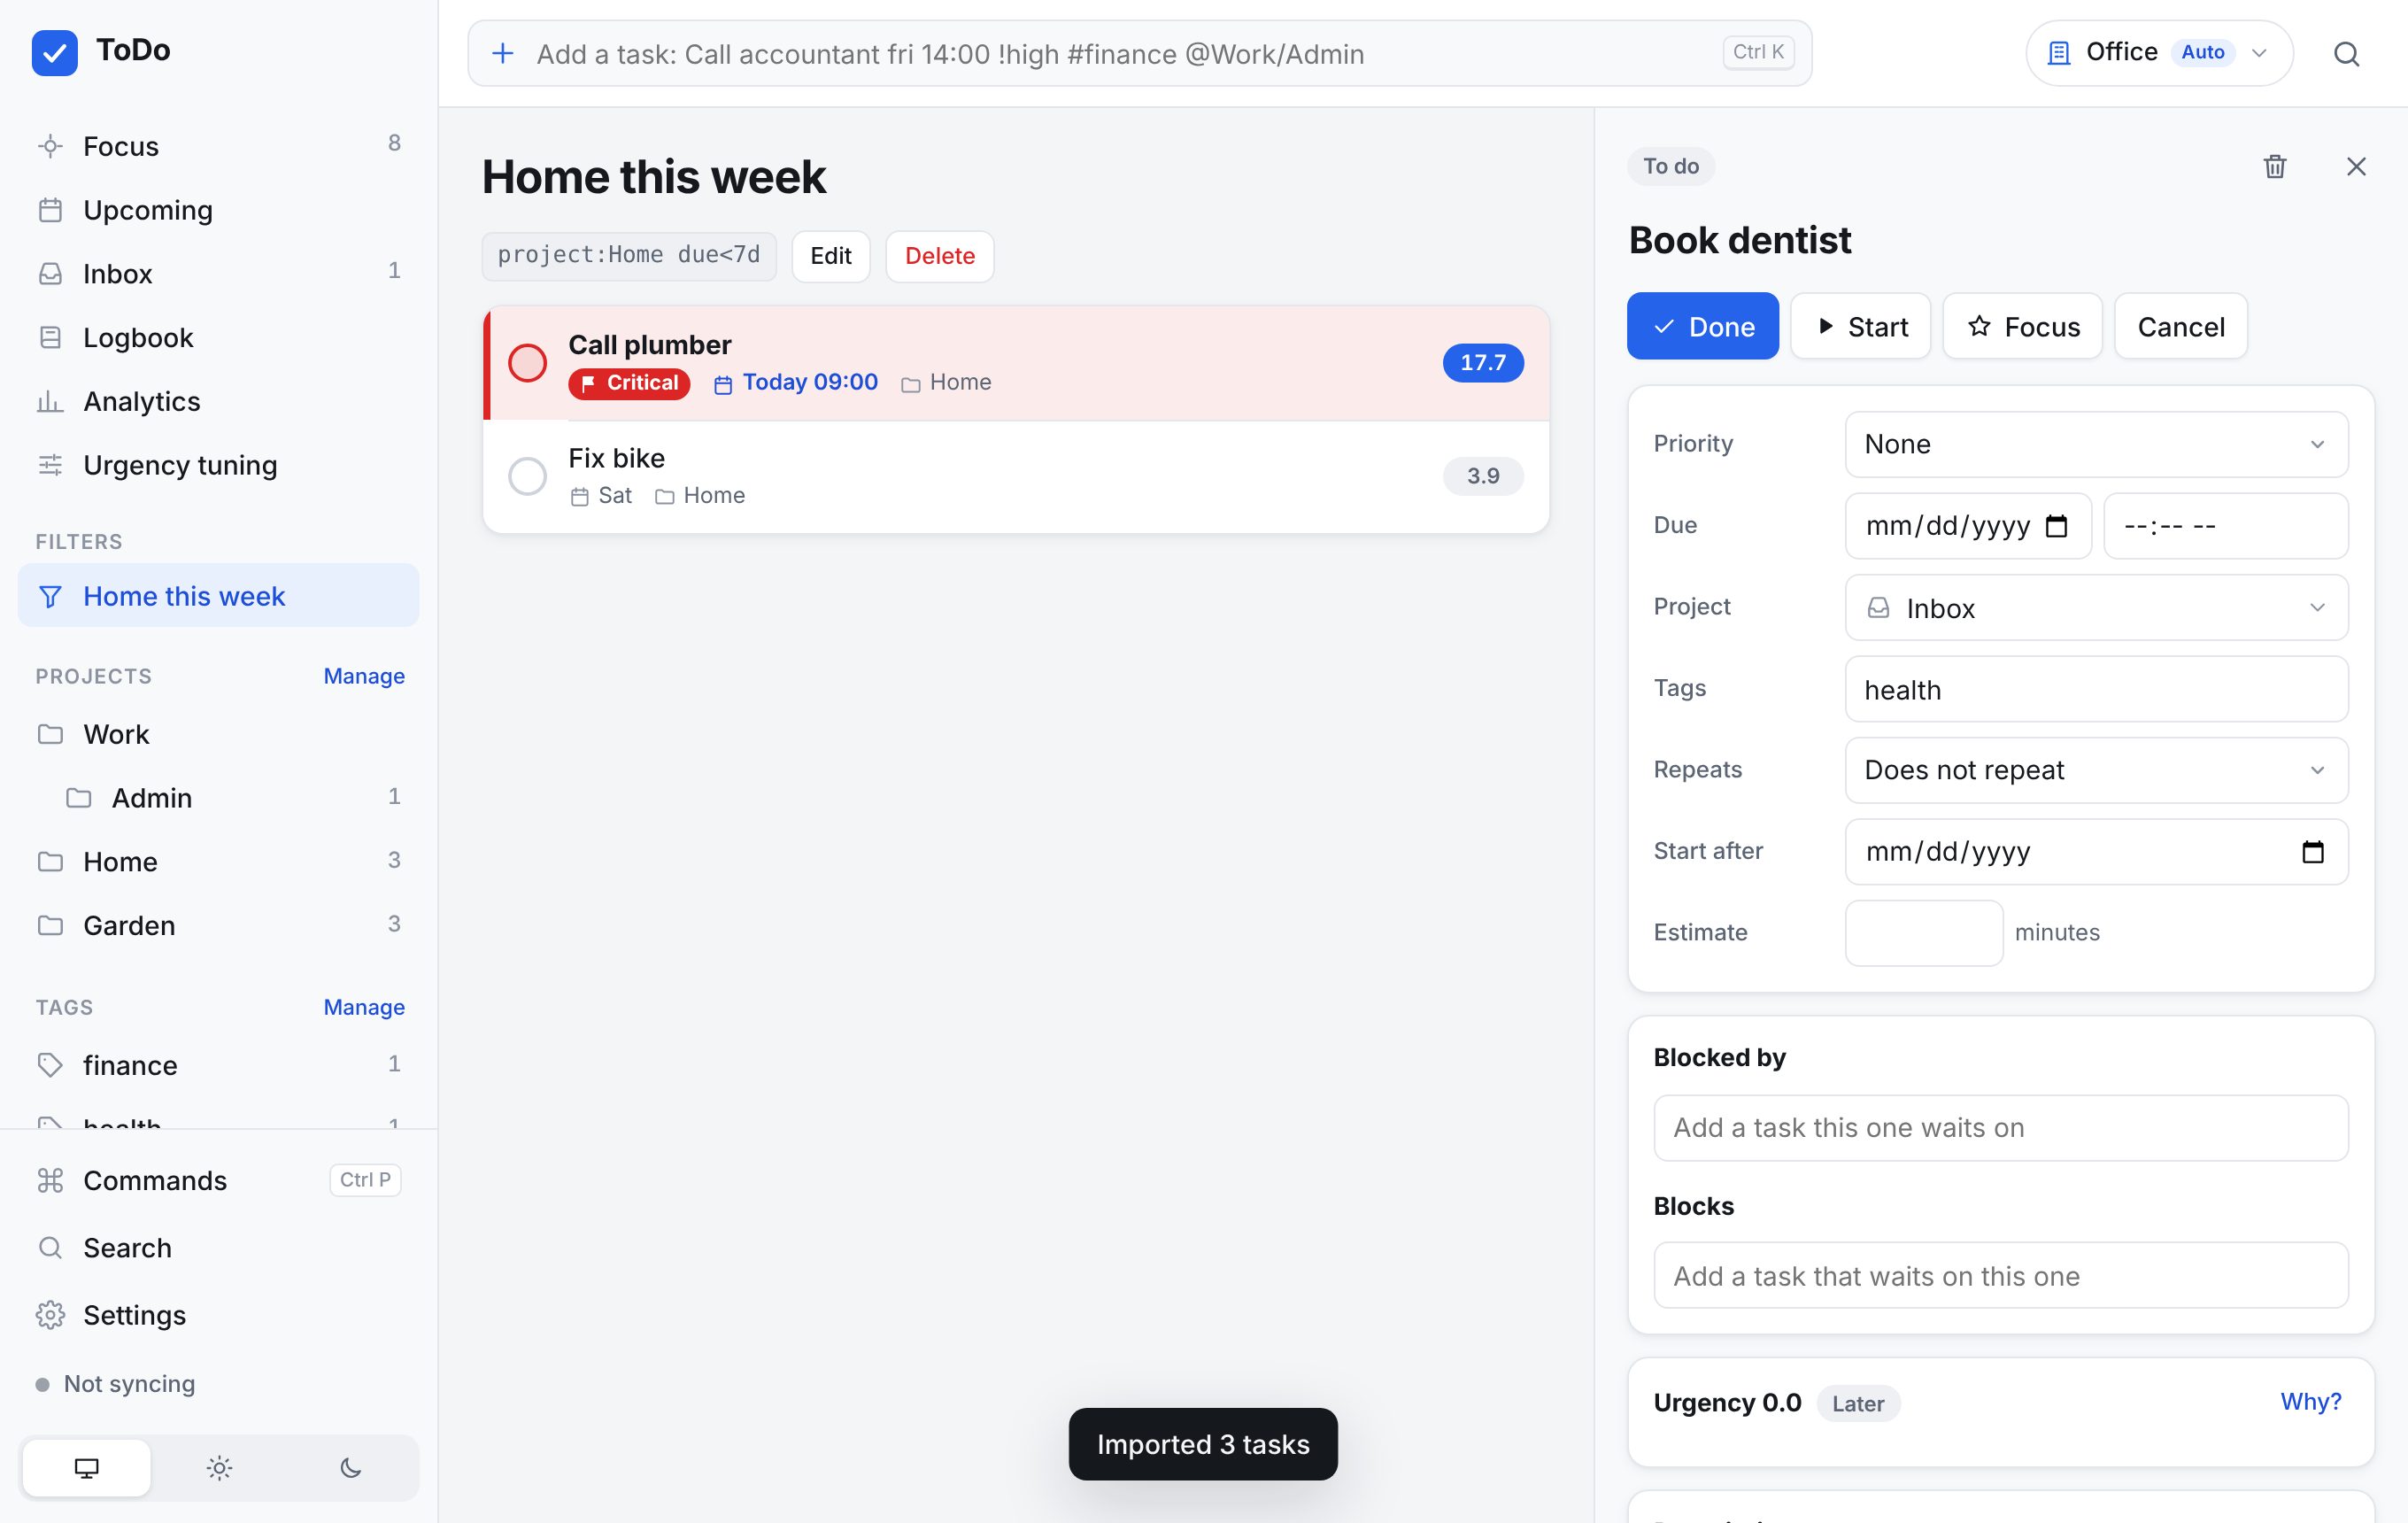 ToDo
Focus 8
Upcoming
Inbox 1
Logbook
Analytics
Urgency tuning
FILTERS
Home this week
PROJECTS Manage
Work
Admin 1
Home 3
Garden 3
TAGS Manage
finance 1
health 1
Commands Ctrl P
Search
Settings
Not syncing
Add a task: Call accountant fri 14:00 !high #finance @Work/Admin Ctrl K
Office Auto
Home this week
project:Home due<7d Edit Delete
Call plumber
Critical Today 09:00 Home
17.7
Fix bike
Sat Home
3.9
Imported 3 tasks
To do
Book dentist
Done Start Focus Cancel
Priority None
Due mm/dd/yyyy --:-- --
Project Inbox
Tags health
Repeats Does not repeat
Start after mm/dd/yyyy
Estimate minutes
Blocked by
Add a task this one waits on
Blocks
Add a task that waits on this one
Urgency 0.0 Later Why?